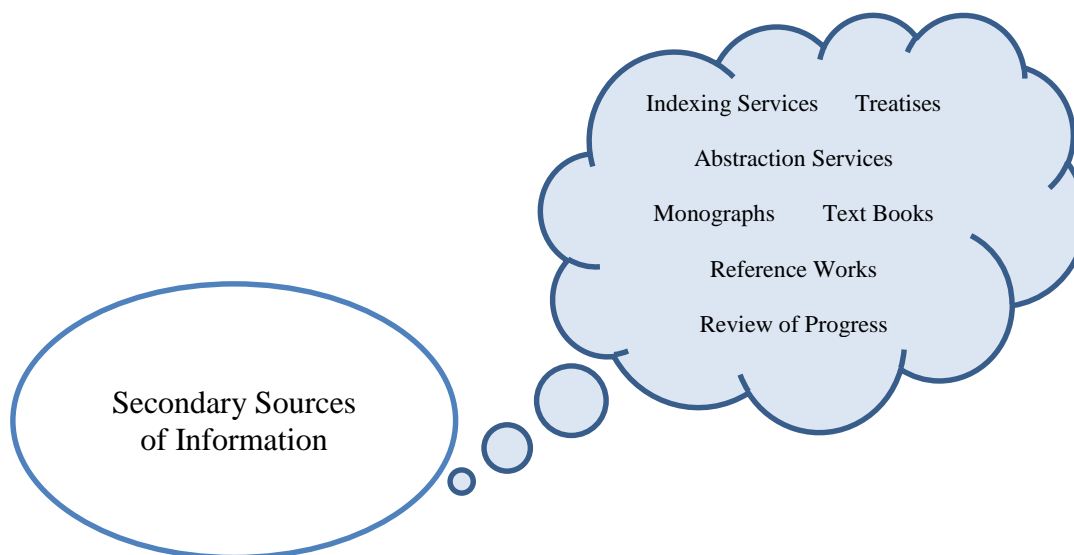 Indexing Services Treatises
Abstraction Services
Monographs Text Books
Reference Works
Review of Progress
Secondary Sources
of Information